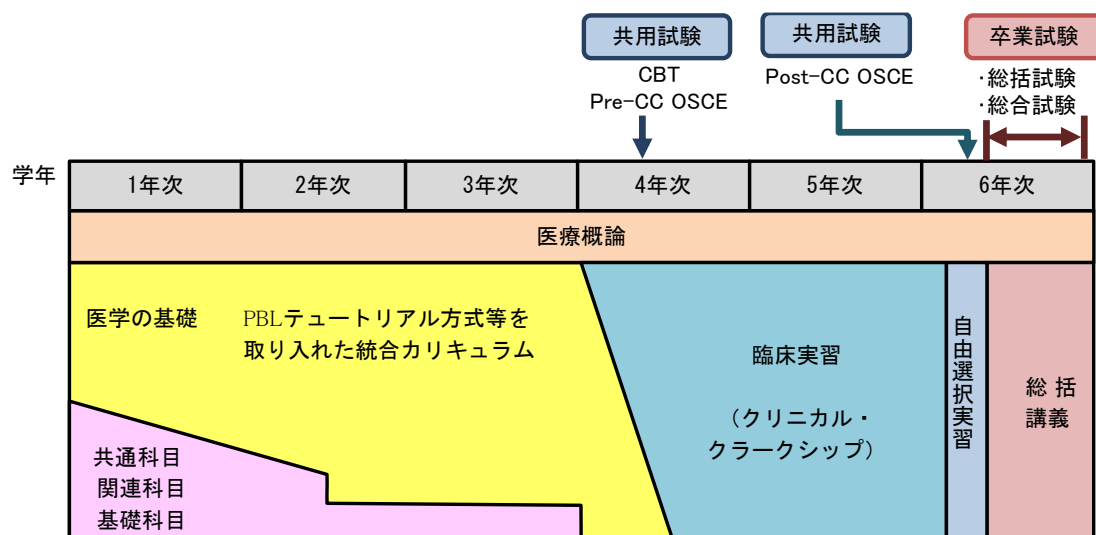 共用試験
CBT
Pre-CC OSCE
共用試験
Post-CC OSCE
卒業試験
・総括試験
・総合試験
学年
1年次
2年次
3年次
4年次
5年次
6年次
医療概論
医学の基礎
PBLテュートリアル方式等を
取り入れた統合カリキュラム
臨床実習
(クリニカル・
クラークシップ)
自由選択実習
総 括
講義
共通科目
関連科目
基礎科目